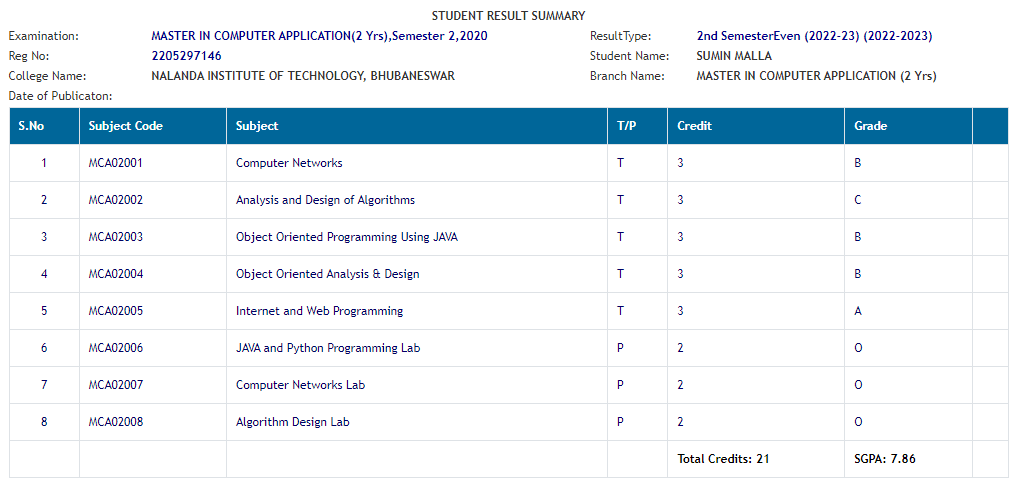 STUDENT RESULT SUMMARY
Examination: MASTER IN COMPUTER APPLICATION(2 Yrs),Semester 2,2020 ResultType: 2nd SemesterEven (2022-23) (2022-2023)
Reg No: 2205297146 Student Name: SUMIN MALLA
College Name: NALANDA INSTITUTE OF TECHNOLOGY, BHUBANESWAR Branch Name: MASTER IN COMPUTER APPLICATION (2 Yrs)
Date of Publicaton:
S.No Subject Code Subject T/P Credit Grade
1 MCA02001 Computer Networks T 3 B
2 MCA02002 Analysis and Design of Algorithms T 3 C
3 MCA02003 Object Oriented Programming Using JAVA T 3 B
4 MCA02004 Object Oriented Analysis & Design T 3 B
5 MCA02005 Internet and Web Programming T 3 A
6 MCA02006 JAVA and Python Programming Lab P 2 O
7 MCA02007 Computer Networks Lab P 2 O
8 MCA02008 Algorithm Design Lab P 2 O
Total Credits: 21 SGPA: 7.86